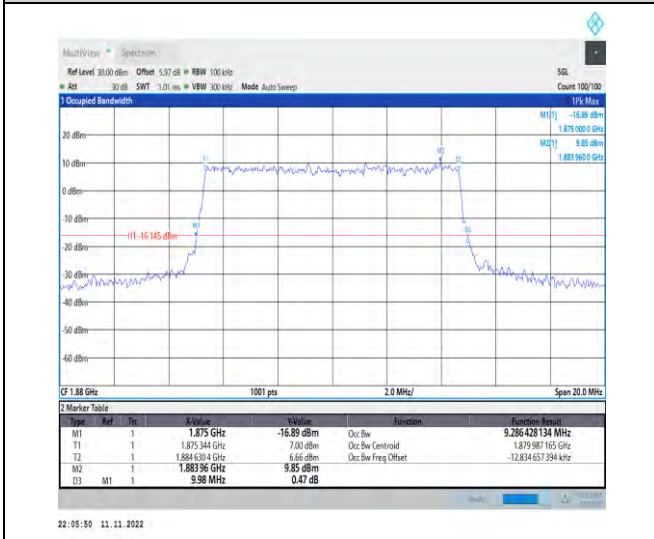 MultiView Spectrum
Ref Level 30.00 dBm Offset 5.97 dB RBW 100 kHz SGL
Att 30 dB SWT 1.01 ms VBW 300 kHz Mode Auto Sweep Count 100/100
1 Occupied Bandwidth 1Pk Max
M1[1] -16.89 dBm
1.875 000 0 GHz
M2[1] 9.85 dBm
1.883 960 0 GHz
20 dBm
M2
T1
T2
10 dBm
0 dBm
-10 dBm
M1
D3
H1 -16.145 dBm
-20 dBm
-30 dBm
-40 dBm
-50 dBm
-60 dBm
CF 1.88 GHz 1001 pts 2.0 MHz/ Span 20.0 MHz
2 Marker Table
Type Ref Trc X-Value Y-Value Function Function Result
M1 1 1.875 GHz -16.89 dBm Occ Bw 9.286 428 134 MHz
T1 1 1.875 344 GHz 7.00 dBm Occ Bw Centroid 1.879 987 165 GHz
T2 1 1.884 630 4 GHz 6.66 dBm Occ Bw Freq Offset -12.834 657 394 kHz
M2 1 1.883 96 GHz 9.85 dBm
D3 M1 1 9.98 MHz 0.47 dB
22:05:50 11.11.2022